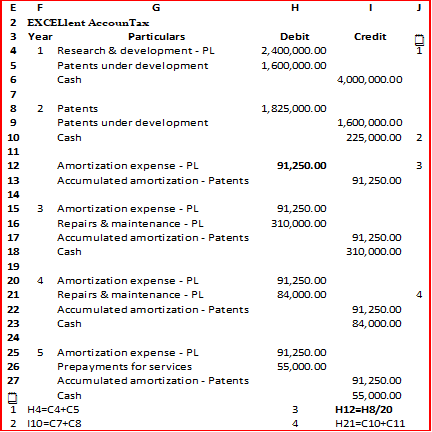 E F G H I J
2 EXCELlent AccounTax
3 Year Particulars Debit Credit
4 1 Research & development - PL 2,400,000.00 1
5 Patents under development 1,600,000.00
6 Cash 4,000,000.00
7
8 2 Patents 1,825,000.00
9 Patents under development 1,600,000.00
10 Cash 225,000.00 2
11
12 Amortization expense - PL 91,250.00 3
13 Accumulated amortization - Patents 91,250.00
14
15 3 Amortization expense - PL 91,250.00
16 Repairs & maintenance - PL 310,000.00
17 Accumulated amortization - Patents 91,250.00
18 Cash 310,000.00
19
20 4 Amortization expense - PL 91,250.00
21 Repairs & maintenance - PL 84,000.00 4
22 Accumulated amortization - Patents 91,250.00
23 Cash 84,000.00
24
25 5 Amortization expense - PL 91,250.00
26 Prepayments for services 55,000.00
27 Accumulated amortization - Patents 91,250.00
Cash 55,000.00
1 H4=C4+C5 3 H12=H8/20
2 I10=C7+C8 4 H21=C10+C11